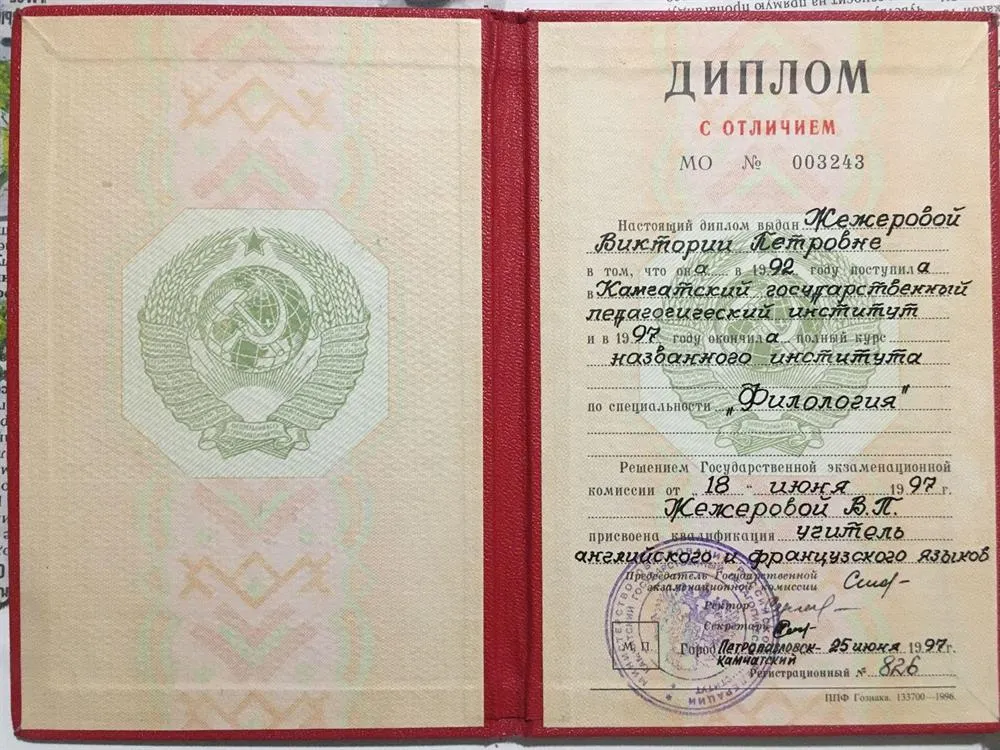 ДИПЛОМ
С ОТЛИЧИЕМ
МО № 003243
Настоящий диплом выдан Жежеровой
Виктории Петровне
в том, что она в 1992 году поступила
в Камчатский государственный
педагогический институт
и в 1997 году окончила полный курс
названного института
по специальности „Филология"
Решением Государственной экзаменационной
комиссии от „18" июня 1997 г.
Жежеровой В.П.
присвоена квалификация учитель
английского и французского языков
Председатель Государственной
экзаменационной комиссии
Ректор
Секретарь
М. П.
Город Петропавловск- 25 июня 1997г.
Камчатский
Регистрационный № 826
ППФ Гознака. 133700—1996.